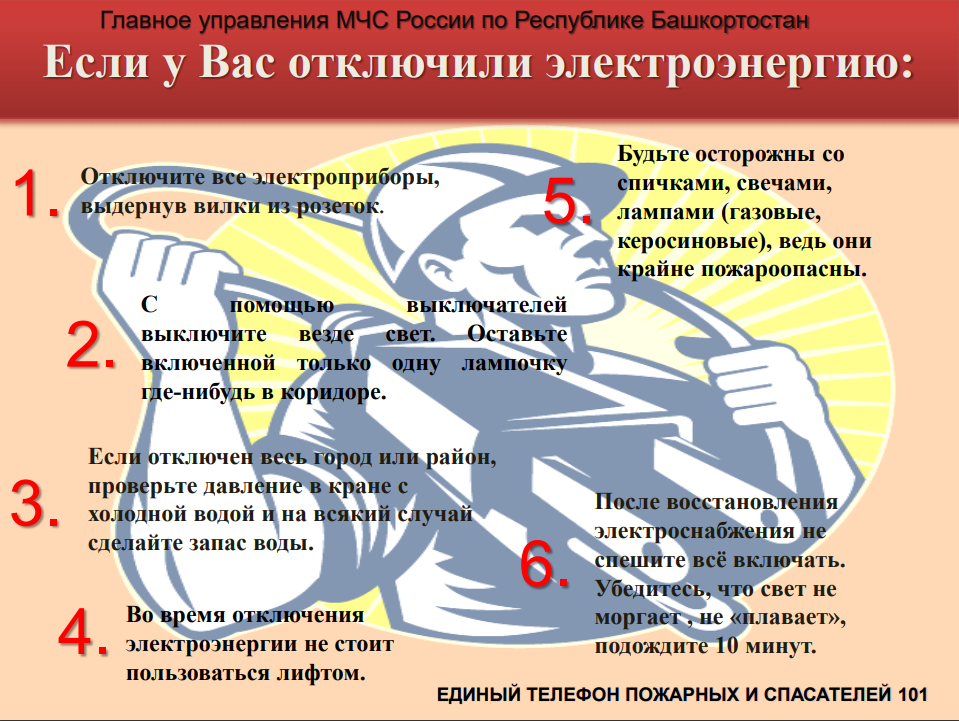 Главное управления МЧС России по Республике Башкортостан
Если у Вас отключили электроэнергию:
1.
Отключите все электроприборы,
выдернув вилки из розеток.
2.
С помощью выключателей
выключите везде свет. Оставьте
включенной только одну лампочку
где-нибудь в коридоре.
3.
Если отключен весь город или район,
проверьте давление в кране с
холодной водой и на всякий случай
сделайте запас воды.
4.
Во время отключения
электроэнергии не стоит
пользоваться лифтом.
5.
Будьте осторожны со
спичками, свечами,
лампами (газовые,
керосиновые), ведь они
крайне пожароопасны.
6.
После восстановления
электроснабжения не
спешите всё включать.
Убедитесь, что свет не
моргает , не «плавает»,
подождите 10 минут.
ЕДИНЫЙ ТЕЛЕФОН ПОЖАРНЫХ И СПАСАТЕЛЕЙ 101